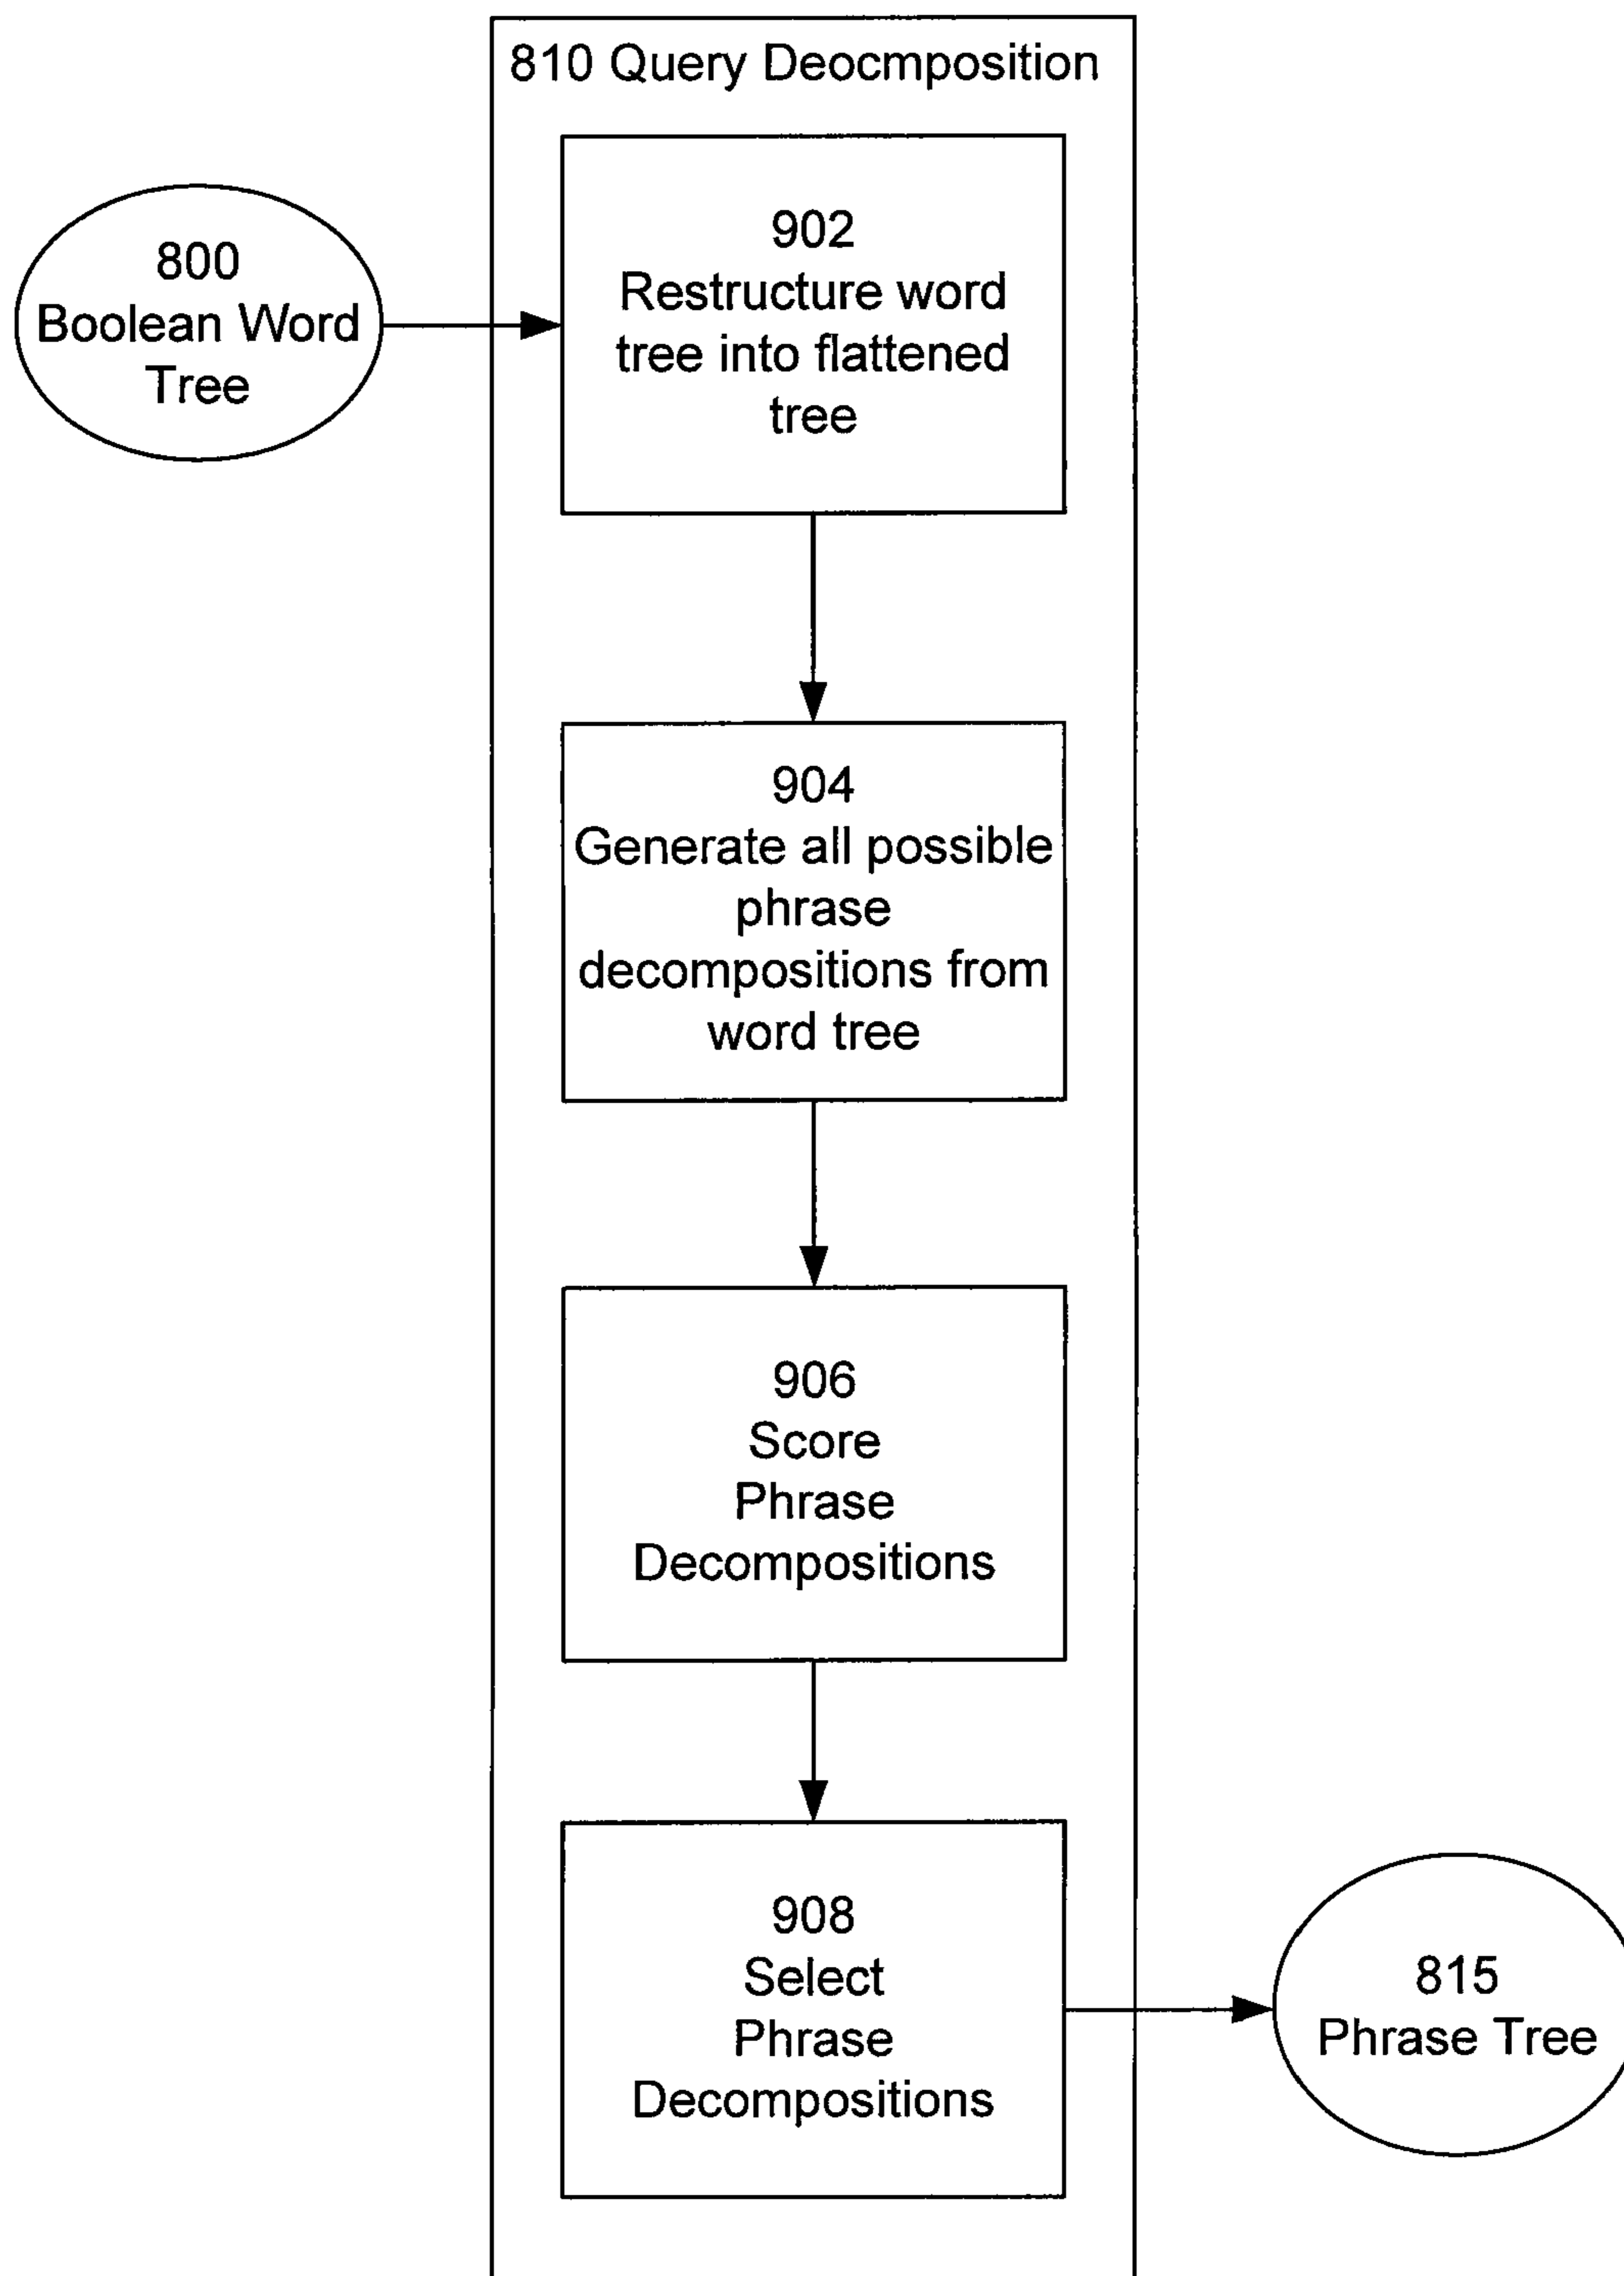 810 Query Deocmposition
800
Boolean Word
Tree
902
Restructure word
tree into flattened
tree
904
Generate all possible
phrase
decompositions from
word tree
906
Score
Phrase
Decompositions
908
Select
Phrase
Decompositions
815
Phrase Tree